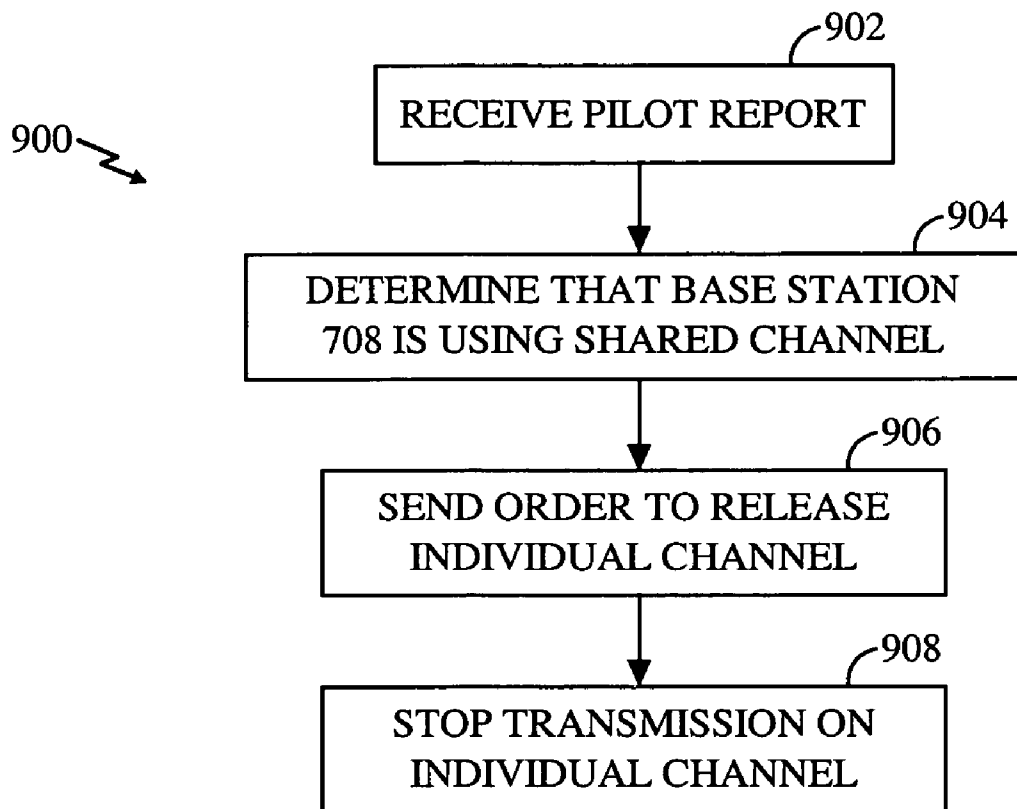 902
RECEIVE PILOT REPORT
900
904
DETERMINE THAT BASE STATION
708 IS USING SHARED CHANNEL
906
SEND ORDER TO RELEASE
INDIVIDUAL CHANNEL
908
STOP TRANSMISSION ON
INDIVIDUAL CHANNEL